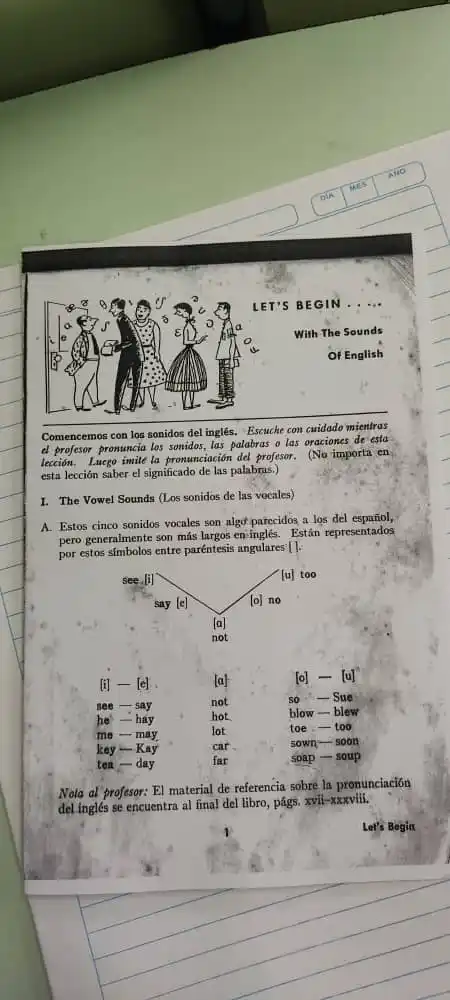 DIA MES AÑO
LET'S BEGIN . . . . .
With The Sounds
Of English
Comencemos con los sonidos del inglés. Escuche con cuidado mientras
el profesor pronuncia los sonidos, las palabras o las oraciones de esta
lección. Luego imite la pronunciación del profesor. (No importa en
esta lección saber el significado de las palabras.)
I. The Vowel Sounds (Los sonidos de las vocales)
A. Estos cinco sonidos vocales son algo parecidos a los del español,
pero generalmente son más largos en inglés. Están representados
por estos símbolos entre paréntesis angulares [ ].
see [i] [u] too
say [e] [o] no
[a]
not
[i] — [e] [a] [o] — [u]
see — say not so — Sue
he — hay hot blow — blew
me — may lot toe — too
key — Kay car sown — soon
tea — day far soap — soup
Nota al profesor: El material de referencia sobre la pronunciación
del inglés se encuentra al final del libro, págs. xvii–xxxviii.
1
Let's Begin